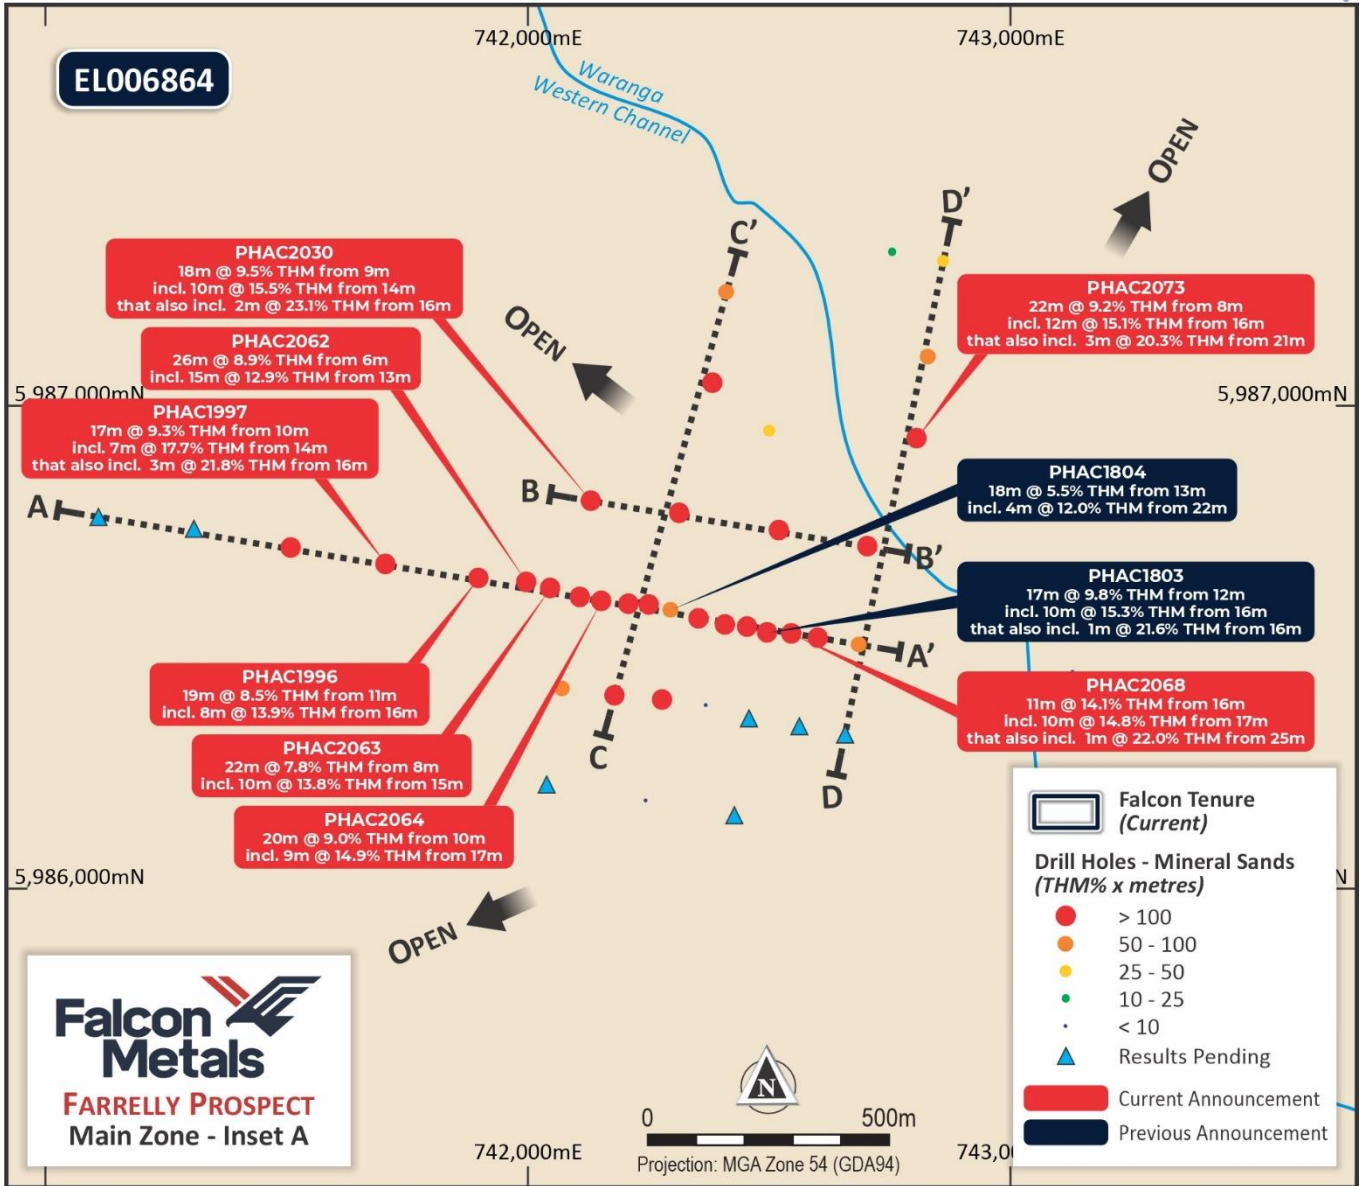 742,000mE
743,000mE
EL006864
Waranga
Western Channel
OPEN
D'
C'
PHAC2030
18m @ 9.5% THM from 9m
incl. 10m @ 15.5% THM from 14m
that also incl. 2m @ 23.1% THM from 16m
PHAC2073
22m @ 9.2% THM from 8m
incl. 12m @ 15.1% THM from 16m
that also incl. 3m @ 20.3% THM from 21m
OPEN
PHAC2062
26m @ 8.9% THM from 6m
incl. 15m @ 12.9% THM from 13m
5,987,000mN
5,987,000mN
PHAC1997
17m @ 9.3% THM from 10m
incl. 7m @ 17.7% THM from 14m
that also incl. 3m @ 21.8% THM from 16m
PHAC1804
18m @ 5.5% THM from 13m
incl. 4m @ 12.0% THM from 22m
B
A
B'
PHAC1803
17m @ 9.8% THM from 12m
incl. 10m @ 15.3% THM from 16m
that also incl. 1m @ 21.6% THM from 16m
A'
PHAC1996
19m @ 8.5% THM from 11m
incl. 8m @ 13.9% THM from 16m
PHAC2068
11m @ 14.1% THM from 16m
incl. 10m @ 14.8% THM from 17m
that also incl. 1m @ 22.0% THM from 25m
PHAC2063
22m @ 7.8% THM from 8m
incl. 10m @ 13.8% THM from 15m
C
D
PHAC2064
20m @ 9.0% THM from 10m
incl. 9m @ 14.9% THM from 17m
5,986,000mN
N
OPEN
Falcon Tenure
(Current)
Drill Holes - Mineral Sands
(THM% x metres)
> 100
50 - 100
25 - 50
10 - 25
< 10
Results Pending
Current Announcement
Previous Announcement
Falcon
Metals
FARRELLY PROSPECT
Main Zone - Inset A
N
0 500m
Projection: MGA Zone 54 (GDA94)
742,000mE
743,0